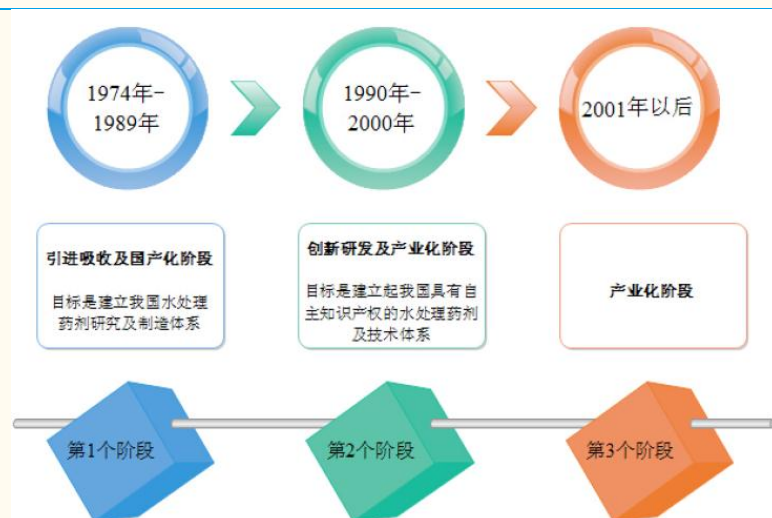 1974年-
1989年
1990年-
2000年
2001年以后
引进吸收及国产化阶段
目标是建立我国水处理
药剂研究及制造体系
创新研发及产业化阶段
目标是建立起我国具有自
主知识产权的水处理药剂
及技术体系
产业化阶段
第1个阶段
第2个阶段
第3个阶段